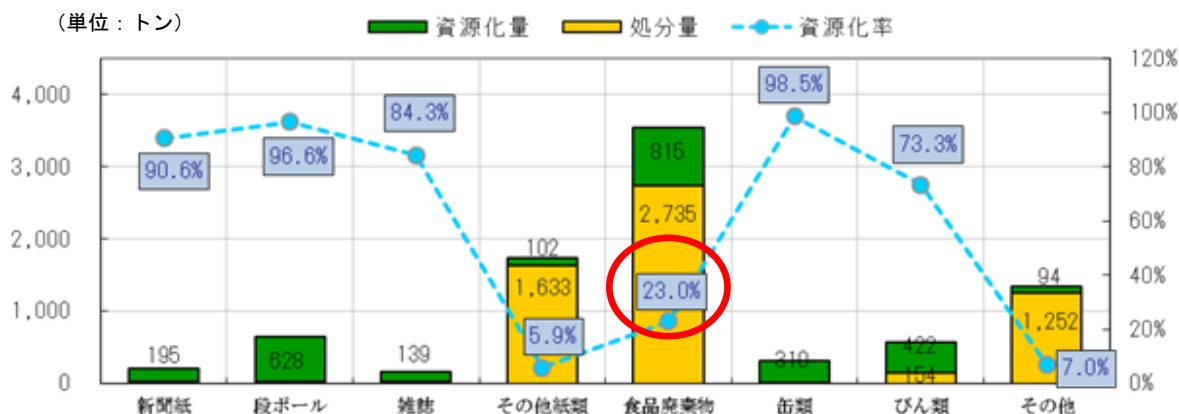 （単位：トン）
資源化量 処分量 資源化率
120%
4,000 98.5%
84.3% 100%
815 73.3%
3,000 90.6% 96.6% 80%
2,735
2,000 60%
102
1,633 23.0% 94 40%
1,000 5.9% 1,252 20%
195 628 139 310 422
154 7.0%
0 0%
新聞紙 段ボール 雑誌 その他紙類 食品廃棄物 缶類 びん類 その他